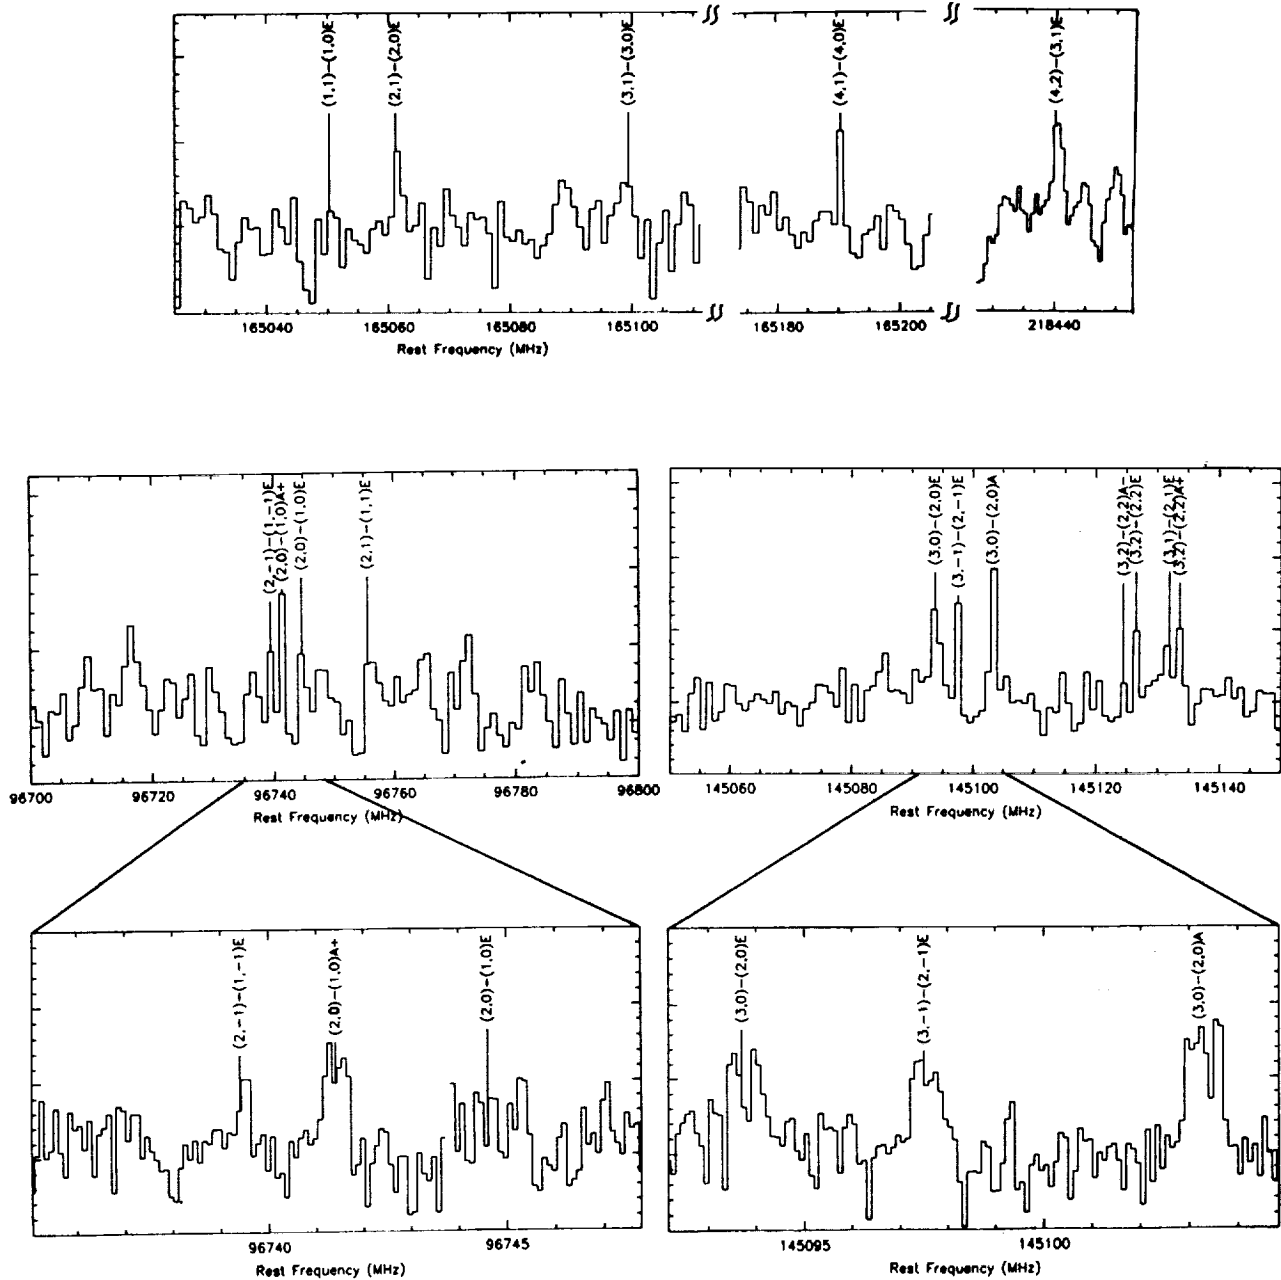 (1,1)-(1,0)E
(2,1)-(2,0)E
(3,1)-(3,0)E
(4,1)-(4,0)E
(4,2)-(3,1)E
165040 165060 165080 165100 165180 165200 218440
Rest Frequency (MHz)
(2,-1)-(1,-1)E
(2,0)-(1,0)A+
(2,0)-(1,0)E
(2,1)-(1,1)E
96700 96720 96740 96760 96780 96800
Rest Frequency (MHz)
(3,0)-(2,0)E
(3,-1)-(2,-1)E
(3,0)-(2,0)A
(3,2)-(2,2)A-
(3,2)-(2,2)E
(3,1)-(2,1)E
(3,2)-(2,2)A+
145060 145080 145100 145120 145140
Rest Frequency (MHz)
(2,-1)-(1,-1)E
(2,0)-(1,0)A+
(2,0)-(1,0)E
96740 96745
Rest Frequency (MHz)
(3,0)-(2,0)E
(3,-1)-(2,-1)E
(3,0)-(2,0)A
145095 145100
Rest Frequency (MHz)